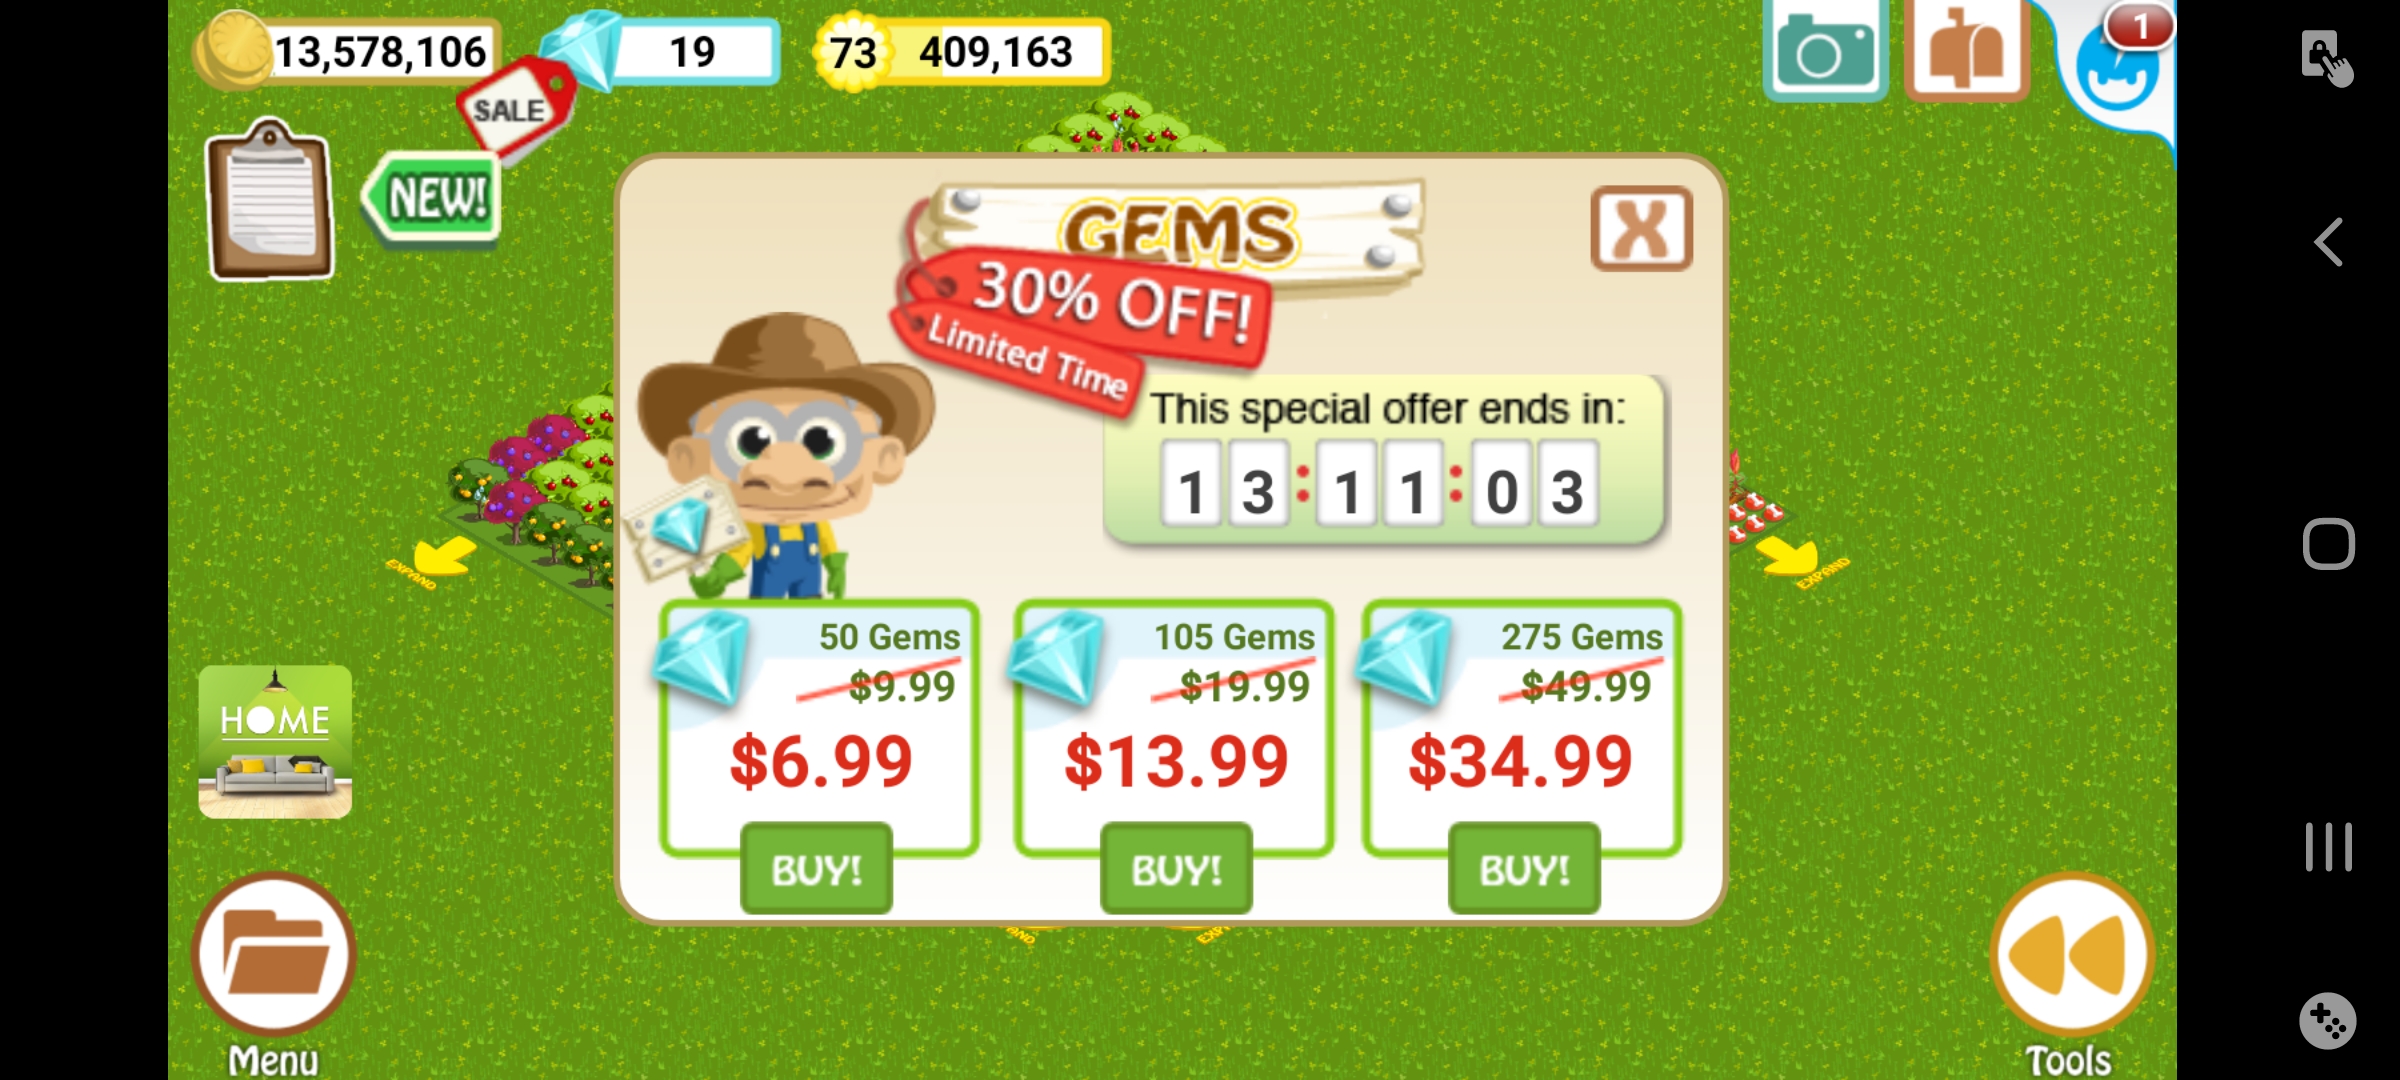 13,578,106
19
73
409,163
1
SALE
NEW!
GEMS
30% OFF!
Limited Time
X
This special offer ends in:
13:11:03
EXPAND
EXPAND
50 Gems
$9.99
$6.99
BUY!
105 Gems
$19.99
$13.99
BUY!
275 Gems
$49.99
$34.99
BUY!
HOME
Menu
Tools